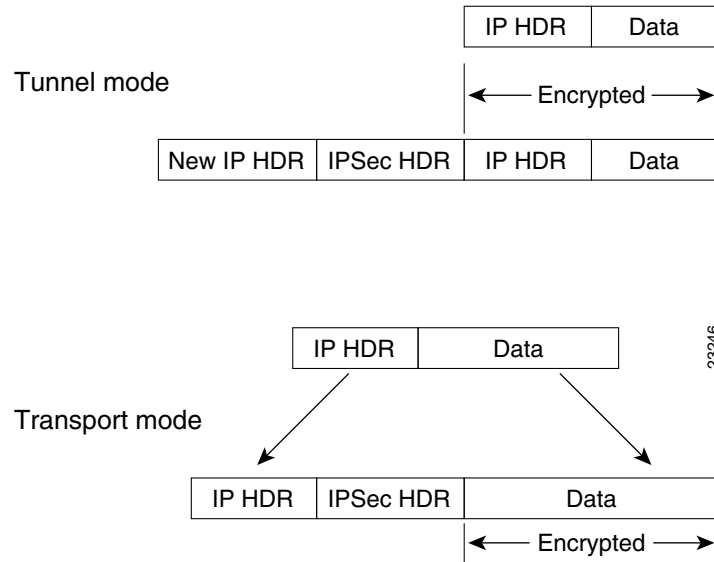 IP HDR Data
Tunnel mode
Encrypted
New IP HDR IPSec HDR IP HDR Data
IP HDR Data
23246
Transport mode
IP HDR IPSec HDR Data
Encrypted